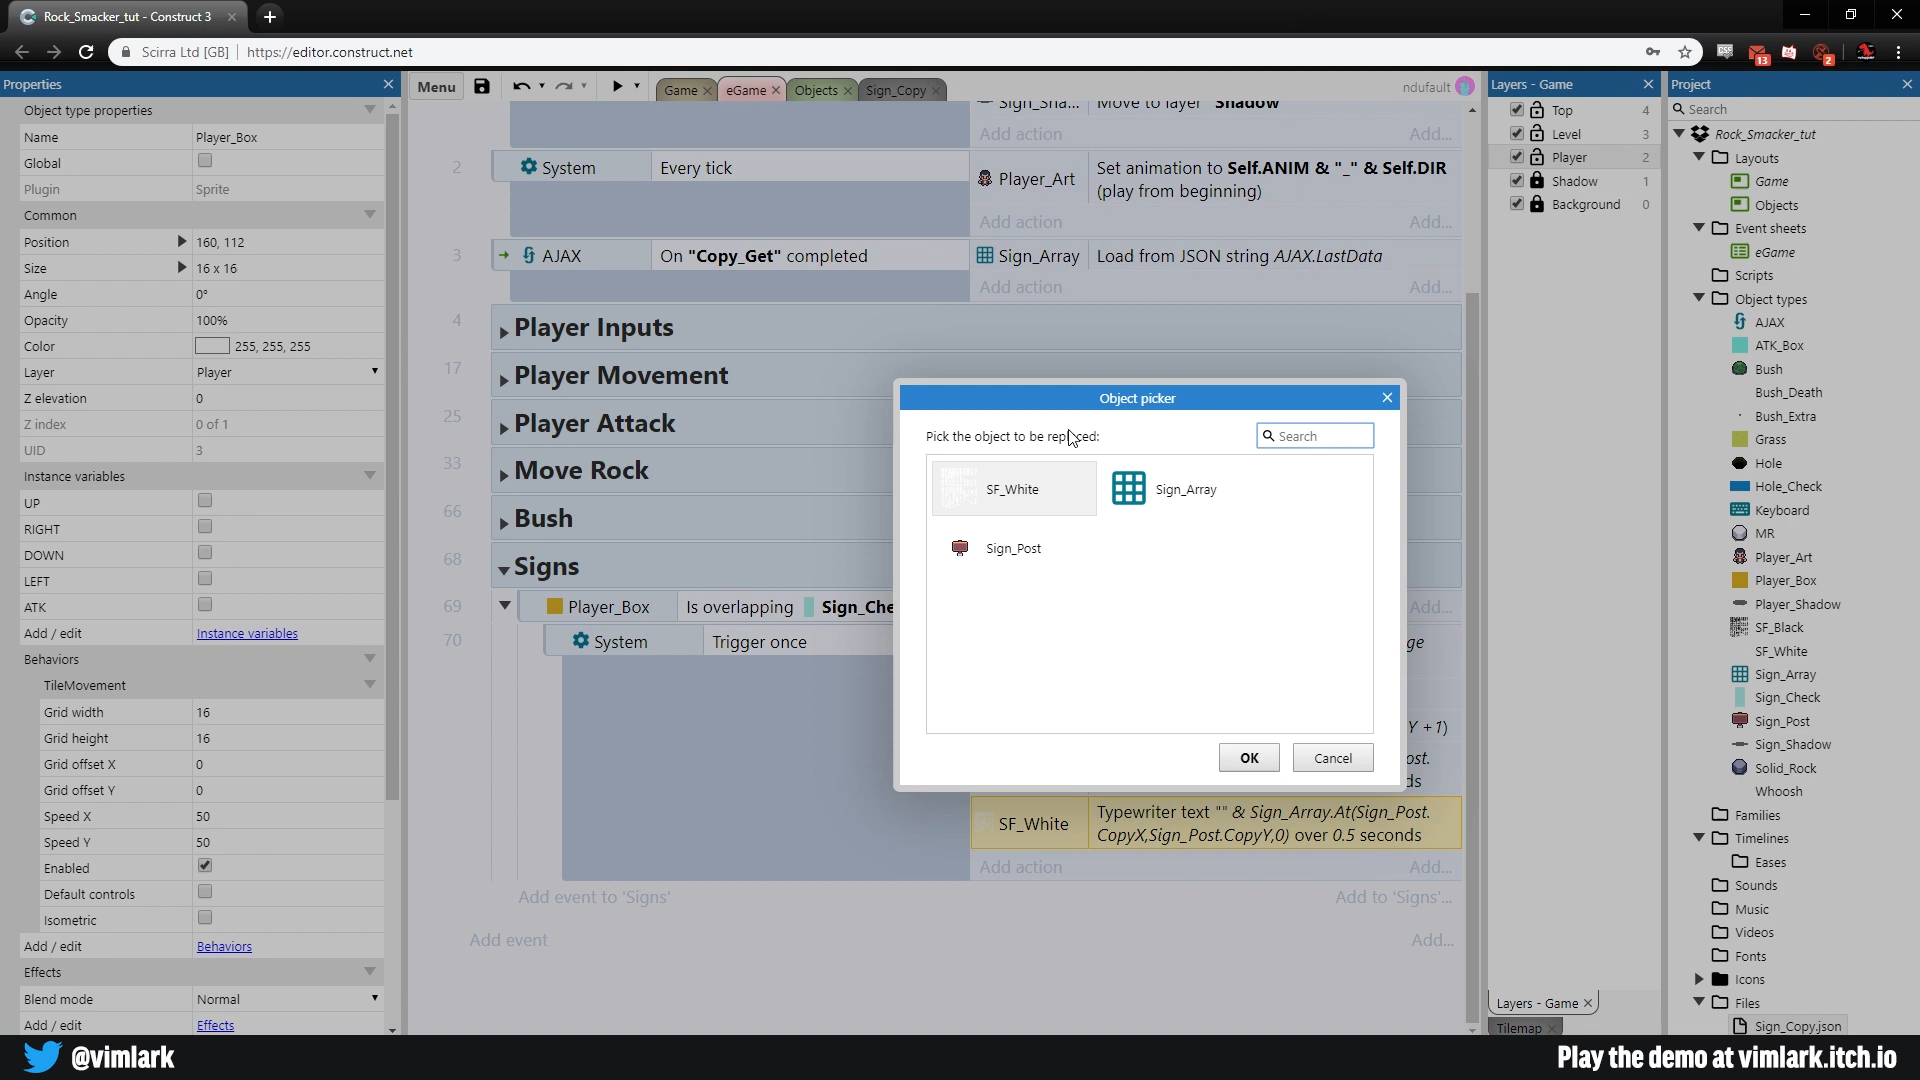 Rock_Smacker_tut - Construct 3
Scirra Ltd [GB] https://editor.construct.net
13
2
Properties
Object type properties
Name Player_Box
Global
Plugin Sprite
Common
Position 160, 112
Size 16 x 16
Angle 0°
Opacity 100%
Color 255, 255, 255
Layer Player
Z elevation 0
Z index 0 of 1
UID 3
Instance variables
UP
RIGHT
DOWN
LEFT
ATK
Add / edit Instance variables
Behaviors
TileMovement
Grid width 16
Grid height 16
Grid offset X 0
Grid offset Y 0
Speed X 50
Speed Y 50
Enabled
Default controls
Isometric
Add / edit Behaviors
Effects
Blend mode Normal
Add / edit Effects
Menu
Game eGame Objects Sign_Copy
ndufault
Sign_Sha... Move to layer "Shadow"
Add action Add...
2 System Every tick
Player_Art Set animation to Self.ANIM & "_" & Self.DIR
(play from beginning)
Add action Add...
3 AJAX On "Copy_Get" completed
Sign_Array Load from JSON string AJAX.LastData
Add action Add...
4 Player Inputs
17 Player Movement
25 Player Attack
33 Move Rock
66 Bush
68 Signs
69 Player_Box Is overlapping Sign_Che
Add...
70 System Trigger once
ge
Y +1)
ost.
ds
SF_White Typewriter text "" & Sign_Array.At(Sign_Post.
CopyX,Sign_Post.CopyY,0) over 0.5 seconds
Add action Add...
Add event to 'Signs' Add to 'Signs'...
Add event Add...
Object picker
Pick the object to be replaced:
Search
SF_White
Sign_Array
Sign_Post
OK
Cancel
Layers - Game
Top 4
Level 3
Player 2
Shadow 1
Background 0
Layers - Game
Tilemap
Project
Search
Rock_Smacker_tut
Layouts
Game
Objects
Event sheets
eGame
Scripts
Object types
AJAX
ATK_Box
Bush
Bush_Death
Bush_Extra
Grass
Hole
Hole_Check
Keyboard
MR
Player_Art
Player_Box
Player_Shadow
SF_Black
SF_White
Sign_Array
Sign_Check
Sign_Post
Sign_Shadow
Solid_Rock
Whoosh
Families
Timelines
Eases
Sounds
Music
Videos
Fonts
Icons
Files
Sign_Copy.json
@vimlark
Play the demo at vimlark.itch.io